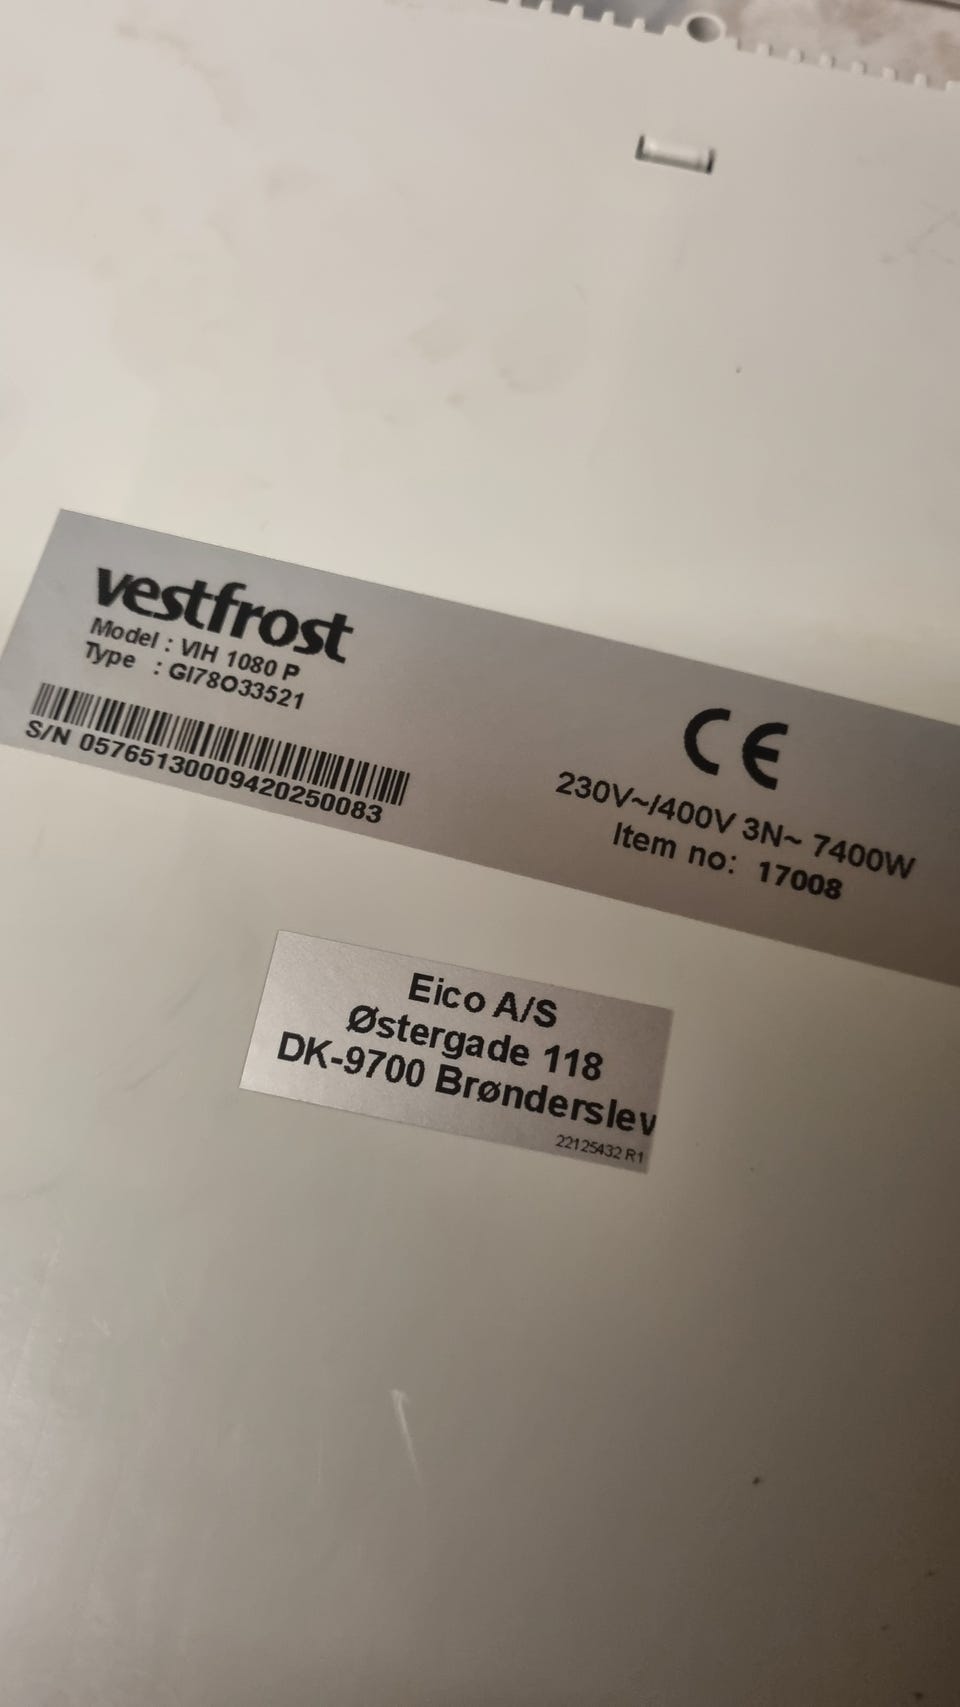 vestfrost
Model : VIH 1080 P
Type : GI78O33521
S/N 05765130009420250083
CE
230V~/400V 3N~ 7400W
Item no: 17008
Eico A/S
Østergade 118
DK-9700 Brønderslev
22125432 R1